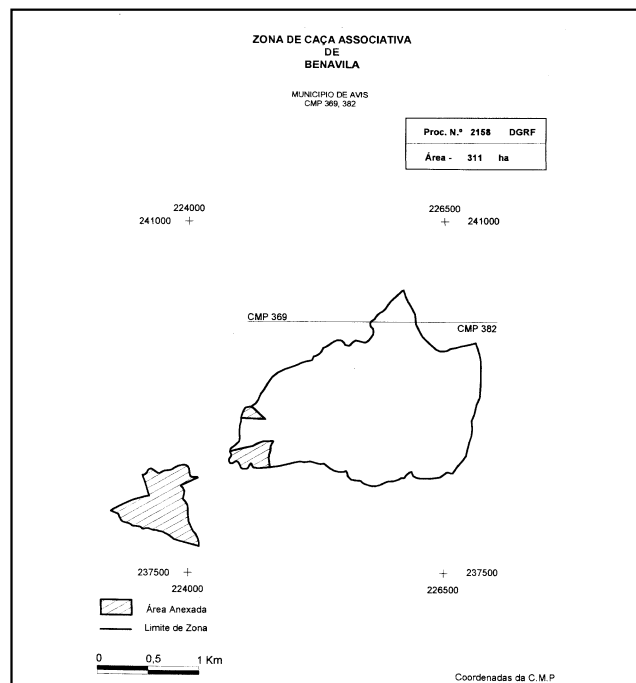 ZONA DE CAÇA ASSOCIATIVA
DE
BENAVILA
MUNICIPIO DE AVIS
CMP 369, 382
Proc. N.º 2158 DGRF
Área - 311 ha
224000
241000
226500
241000
CMP 369
CMP 382
237500
224000
237500
226500
Área Anexada
Limite de Zona
0 0,5 1 Km
Coordenadas da C.M.P